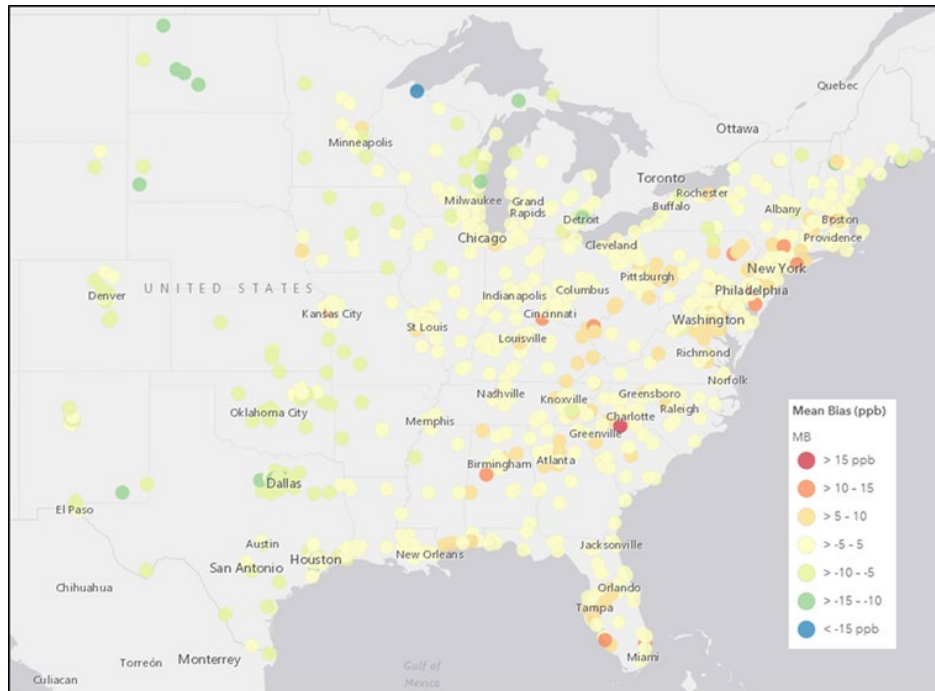 Quebec
Ottawa
Minneapolis
Toronto
Rochester
Milwaukee
Grand
Rapids
Buffalo
Albany
Boston
Detroit
Providence
Chicago
Cleveland
New York
Pittsburgh
Denver
UNITED STATES
Indianapolis
Columbus
Philadelphia
Kansas City
St Louis
Cincinnati
Washington
Louisville
Richmond
Norfolk
Nashville
Knoxville
Greensboro
Oklahoma City
Memphis
Charlotte
Raleigh
Greenville
Birmingham
Atlanta
Dallas
El Paso
Austin
Jacksonville
Houston
New Orleans
San Antonio
Chihuahua
Orlando
Tampa
Torreón
Monterrey
Miami
Gulf of
Mexico
Culiacan
Mean Bias (ppb)
MB
> 15 ppb
> 10 - 15
> 5 - 10
> -5 - 5
> -10 - -5
> -15 - -10
< -15 ppb